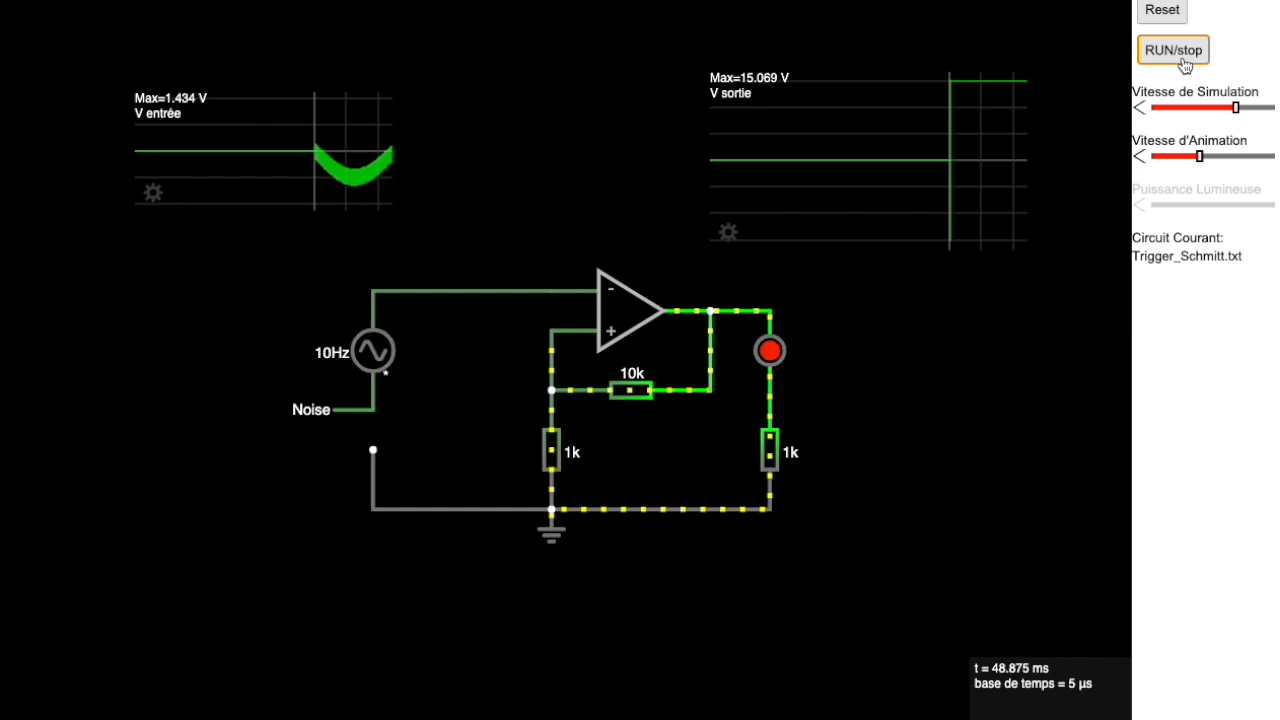 Reset
RUN/stop
Max=1.434 V
V entrée
Max=15.069 V
V sortie
Vitesse de Simulation
Vitesse d'Animation
Puissance Lumineuse
Circuit Courant:
Trigger_Schmitt.txt
-
+
10Hz
*
10k
Noise
1k
1k
t = 48.875 ms
base de temps = 5 µs